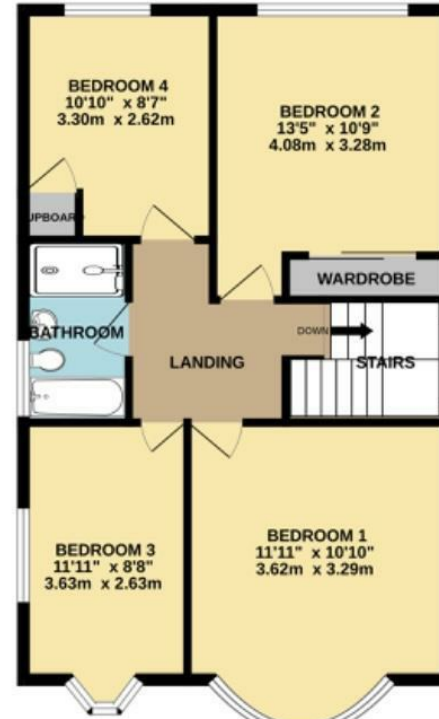 BEDROOM 4
10'10" x 8'7"
3.30m x 2.62m
BEDROOM 2
13'5" x 10'9"
4.08m x 3.28m
UPBOARD
WARDROBE
BATHROOM
DOWN
LANDING
STAIRS
BEDROOM 3
11'11" x 8'8"
3.63m x 2.63m
BEDROOM 1
11'11" x 10'10"
3.62m x 3.29m